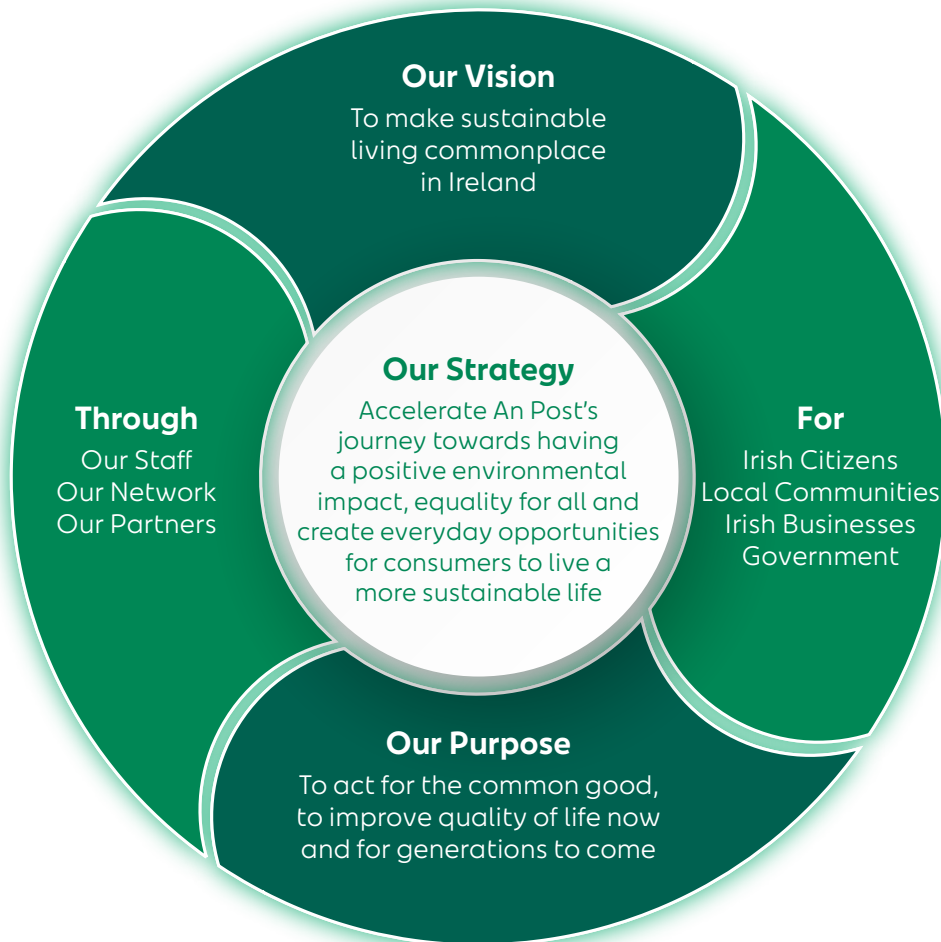 Our Vision
To make sustainable
living commonplace
in Ireland
Through
Our Staff
Our Network
Our Partners
Our Strategy
Accelerate An Post’s
journey towards having
a positive environmental
impact, equality for all and
create everyday opportunities
for consumers to live a
more sustainable life
For
Irish Citizens
Local Communities
Irish Businesses
Government
Our Purpose
To act for the common good,
to improve quality of life now
and for generations to come